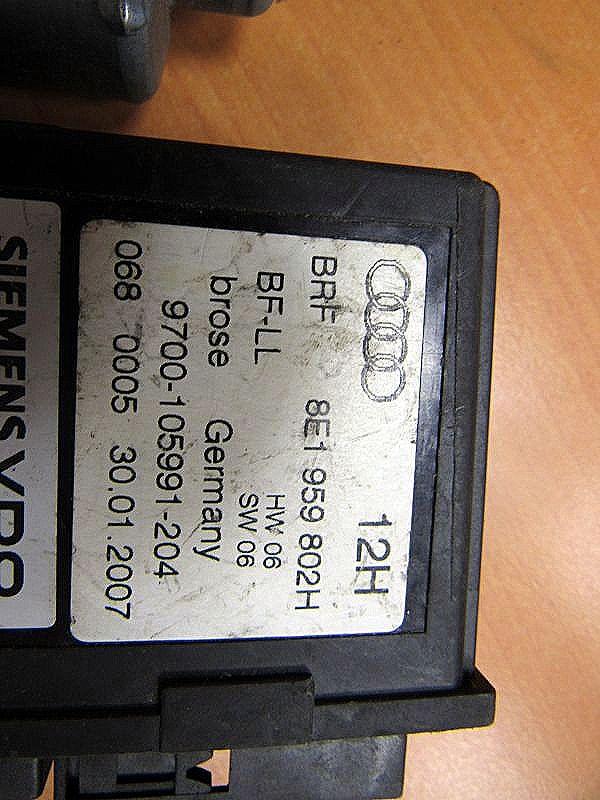 12H
8E1 959 802H
BF-LL HW 06
SW 06
brose Germany
9700-105991-204
068 0005 30.01.2007
SIEMENS VDO